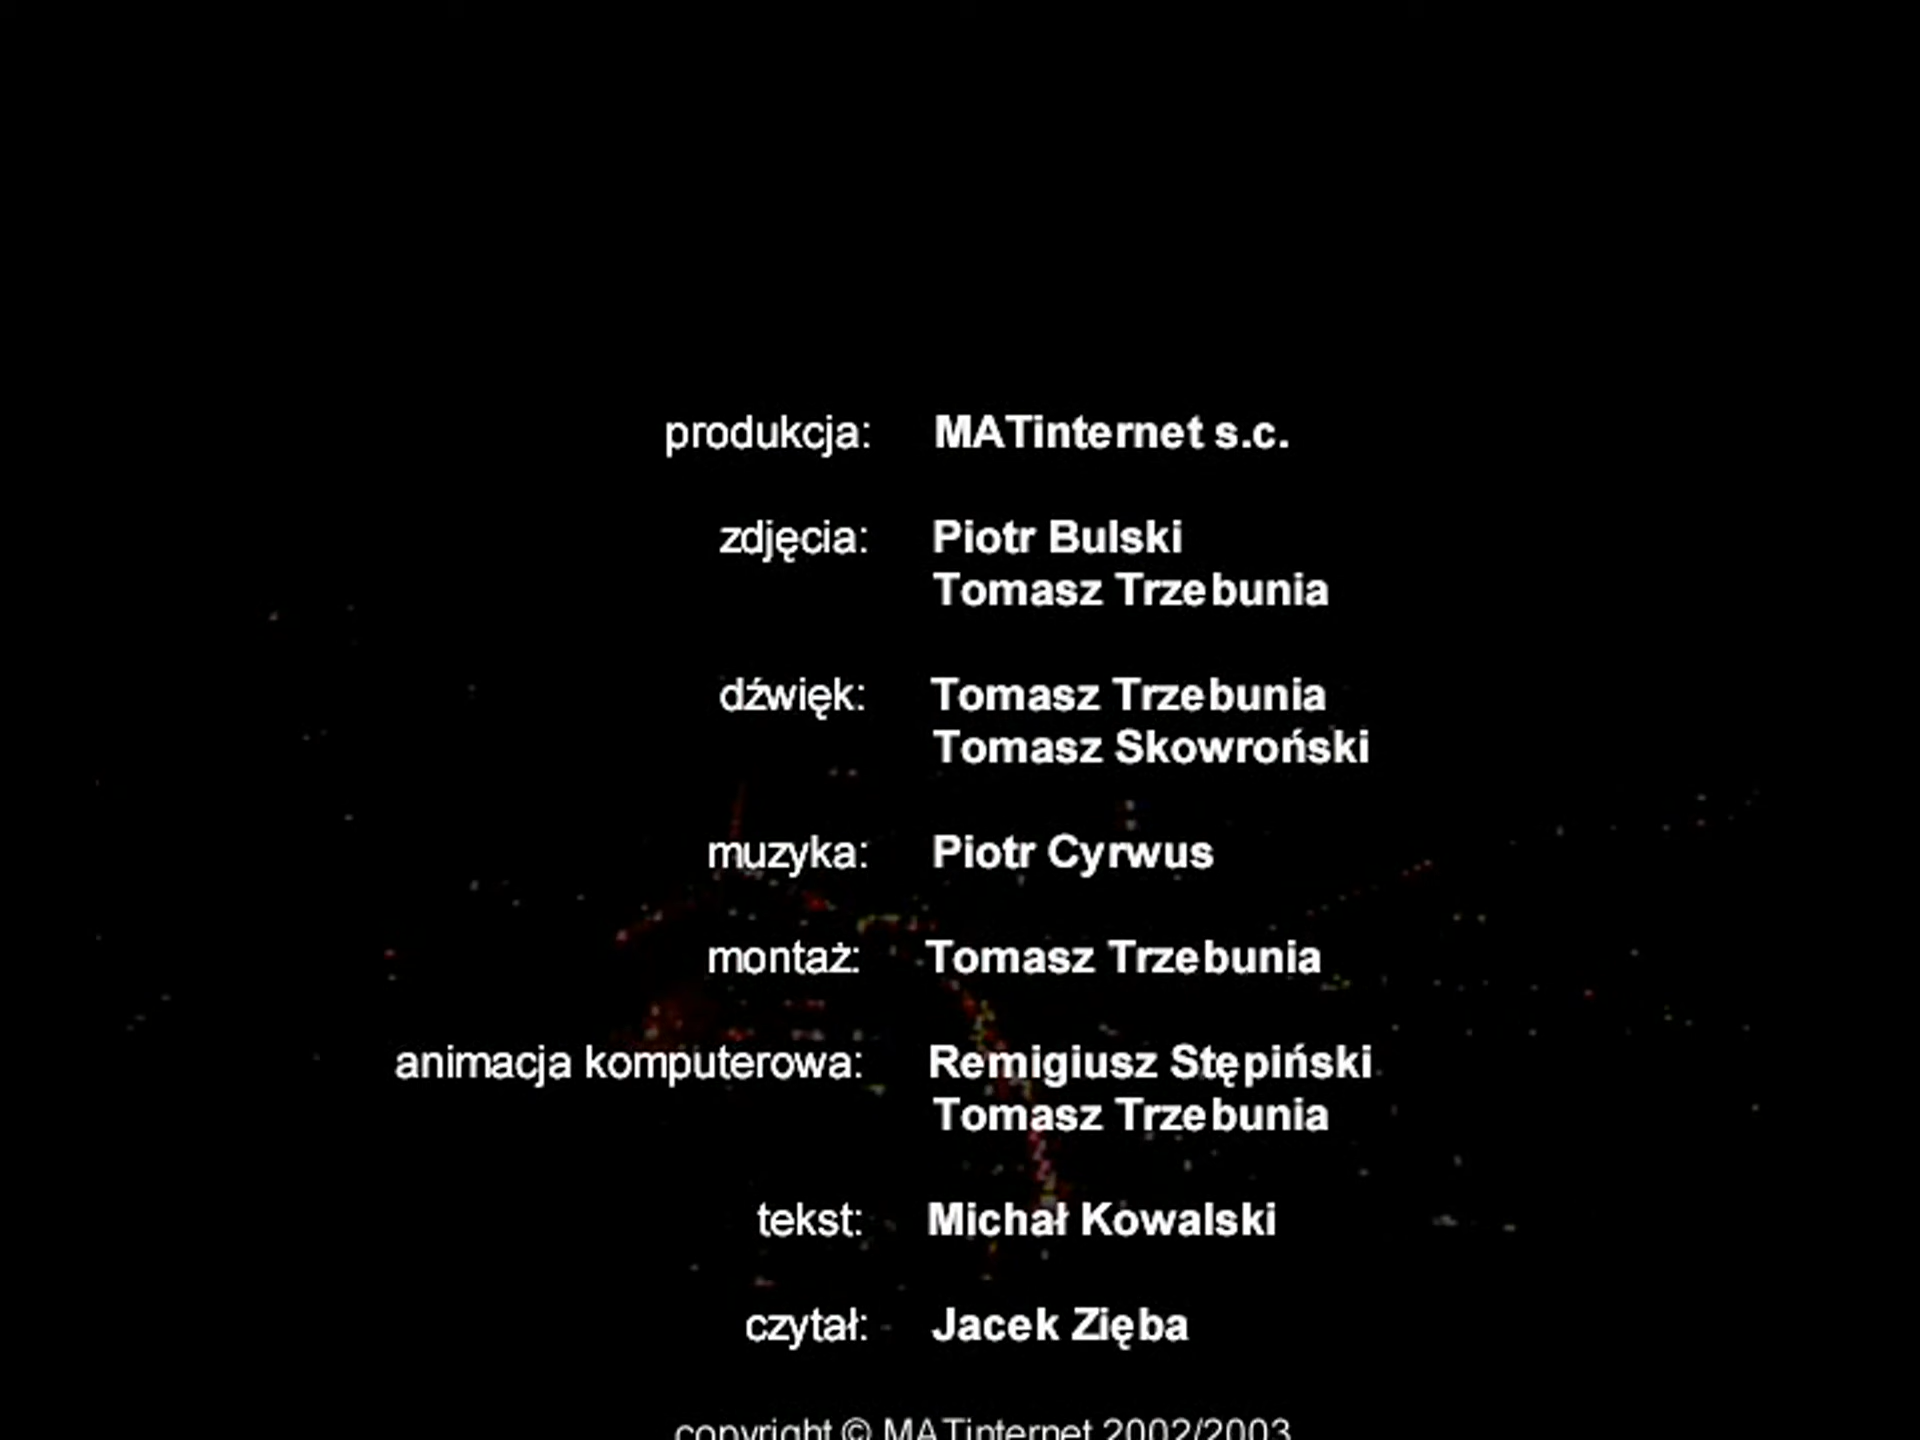 produkcja: MATinternet s.c.
zdjęcia: Piotr Bulski
Tomasz Trzebunia
dźwięk: Tomasz Trzebunia
Tomasz Skowroński
muzyka: Piotr Cyrwus
montaż: Tomasz Trzebunia
animacja komputerowa: Remigiusz Stępiński
Tomasz Trzebunia
tekst: Michał Kowalski
czytał: Jacek Zięba
copyright © MATinternet 2002/2003